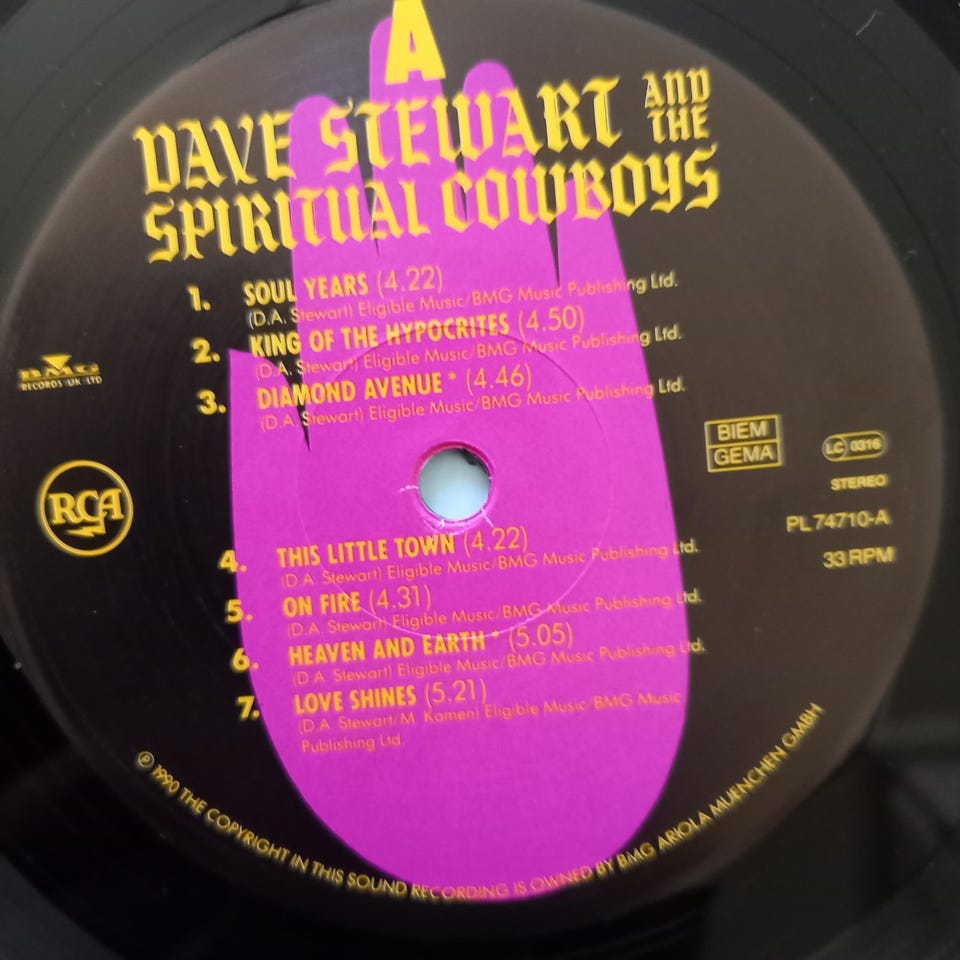 A
DAVE STEWART AND THE
SPIRITUAL COWBOYS
1. SOUL YEARS (4.22)
(D.A. Stewart) Eligible Music/BMG Music Publishing Ltd.
2. KING OF THE HYPOCRITES (4.50)
(D.A. Stewart) Eligible Music/BMG Music Publishing Ltd.
3. DIAMOND AVENUE * (4.46)
(D.A. Stewart) Eligible Music/BMG Music Publishing Ltd.
BMG
RECORDS UK LTD
RCA
BIEM
GEMA
LC 0316
STEREO
PL 74710-A
33 RPM
4. THIS LITTLE TOWN (4.22)
(D.A. Stewart) Eligible Music/BMG Music Publishing Ltd.
5. ON FIRE (4.31)
(D.A. Stewart) Eligible Music/BMG Music Publishing Ltd.
6. HEAVEN AND EARTH * (5.05)
(D.A. Stewart) Eligible Music/BMG Music Publishing Ltd.
7. LOVE SHINES (5.21)
(D.A. Stewart/M. Kamen) Eligible Music/BMG Music
Publishing Ltd.
℗ 1990 THE COPYRIGHT IN THIS SOUND RECORDING IS OWNED BY BMG ARIOLA MUENCHEN GMBH